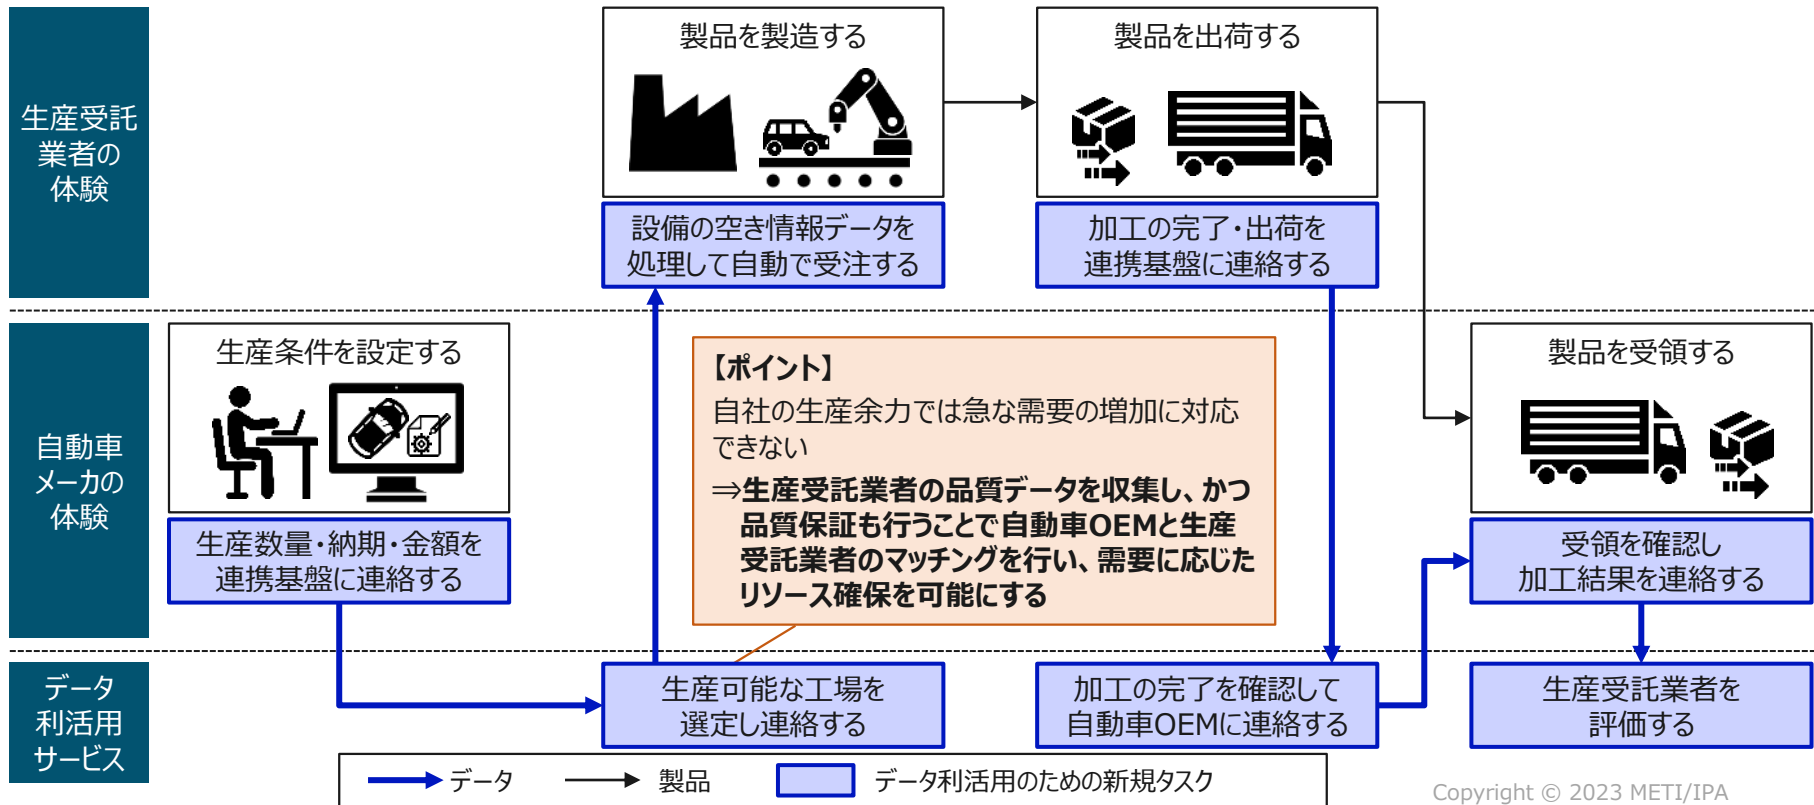 生産受託
業者の
体験
製品を製造する
設備の空き情報データを
処理して自動で受注する
製品を出荷する
加工の完了・出荷を
連携基盤に連絡する
自動車
メーカの
体験
生産条件を設定する
生産数量・納期・金額を
連携基盤に連絡する
【ポイント】
自社の生産余力では急な需要の増加に対応
できない
⇒生産受託業者の品質データを収集し、かつ
品質保証も行うことで自動車OEMと生産
受託業者のマッチングを行い、需要に応じた
リソース確保を可能にする
製品を受領する
受領を確認し
加工結果を連絡する
データ
利活用
サービス
生産可能な工場を
選定し連絡する
加工の完了を確認して
自動車OEMに連絡する
生産受託業者を
評価する
データ
製品
データ利活用のための新規タスク
Copyright © 2023 METI/IPA